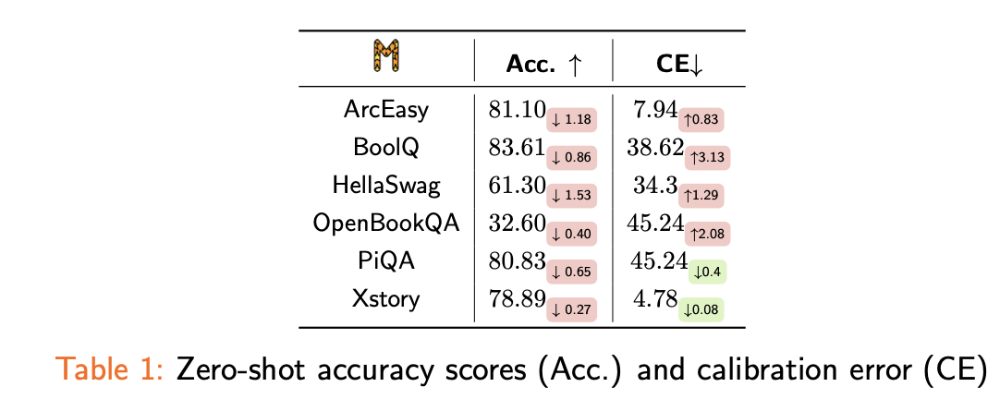 M Acc. ↑ CE↓
ArcEasy 81.10 ↓ 1.18 7.94 ↑0.83
BoolQ 83.61 ↓ 0.86 38.62 ↑3.13
HellaSwag 61.30 ↓ 1.53 34.3 ↑1.29
OpenBookQA 32.60 ↓ 0.40 45.24 ↑2.08
PiQA 80.83 ↓ 0.65 45.24 ↓0.4
Xstory 78.89 ↓ 0.27 4.78 ↓0.08
Table 1: Zero-shot accuracy scores (Acc.) and calibration error (CE)